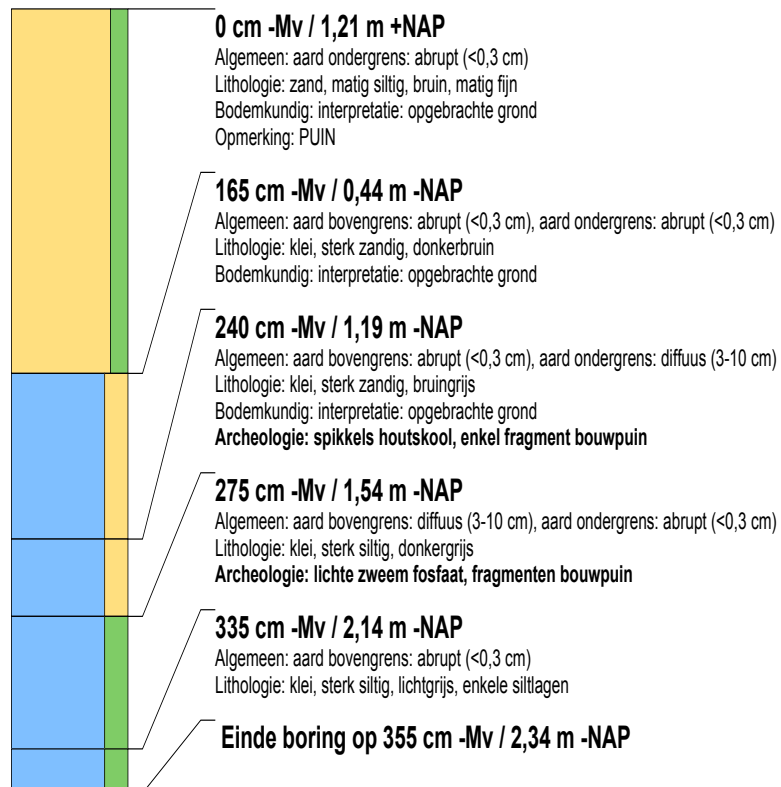 0 cm -Mv / 1,21 m +NAP
Algemeen: aard ondergrens: abrupt (<0,3 cm)
Lithologie: zand, matig siltig, bruin, matig fijn
Bodemkundig: interpretatie: opgebrachte grond
Opmerking: PUIN
165 cm -Mv / 0,44 m -NAP
Algemeen: aard bovengrens: abrupt (<0,3 cm), aard ondergrens: abrupt (<0,3 cm)
Lithologie: klei, sterk zandig, donkerbruin
Bodemkundig: interpretatie: opgebrachte grond
240 cm -Mv / 1,19 m -NAP
Algemeen: aard bovengrens: abrupt (<0,3 cm), aard ondergrens: diffuus (3-10 cm)
Lithologie: klei, sterk zandig, bruingrijs
Bodemkundig: interpretatie: opgebrachte grond
Archeologie: spikkels houtskool, enkel fragment bouwpuin
275 cm -Mv / 1,54 m -NAP
Algemeen: aard bovengrens: diffuus (3-10 cm), aard ondergrens: abrupt (<0,3 cm)
Lithologie: klei, sterk siltig, donkergrijs
Archeologie: lichte zweem fosfaat, fragmenten bouwpuin
335 cm -Mv / 2,14 m -NAP
Algemeen: aard bovengrens: abrupt (<0,3 cm)
Lithologie: klei, sterk siltig, lichtgrijs, enkele siltlagen
Einde boring op 355 cm -Mv / 2,34 m -NAP